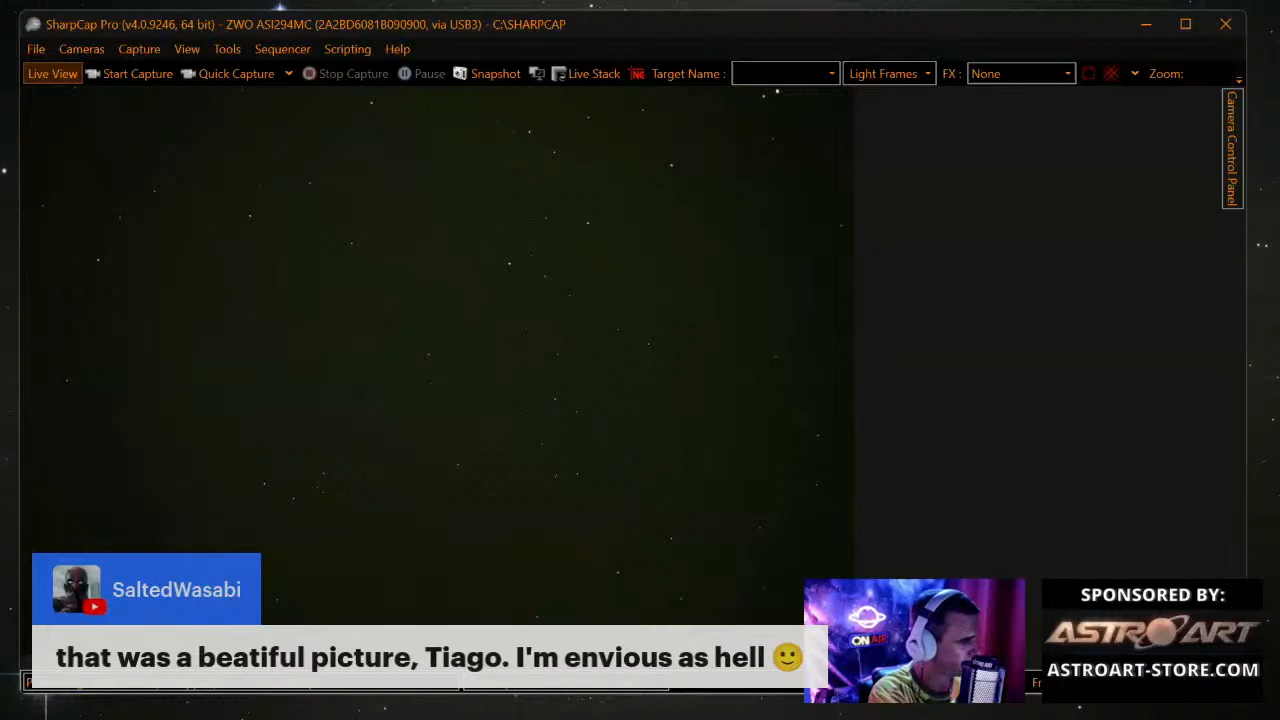 SharpCap Pro (v4.0.9246, 64 bit) - ZWO ASI294MC (2A2BD6081B090900, via USB3) - C:\SHARPCAP
File Cameras Capture View Tools Sequencer Scripting Help
Live View Start Capture Quick Capture Stop Capture Pause Snapshot Live Stack Target Name : Light Frames FX : None Zoom:
Camera Control Panel
SaltedWasabi
that was a beatiful picture, Tiago. I'm envious as hell 🙂
ON AIR
SPONSORED BY:
ASTROART
ASTROART-STORE.COM